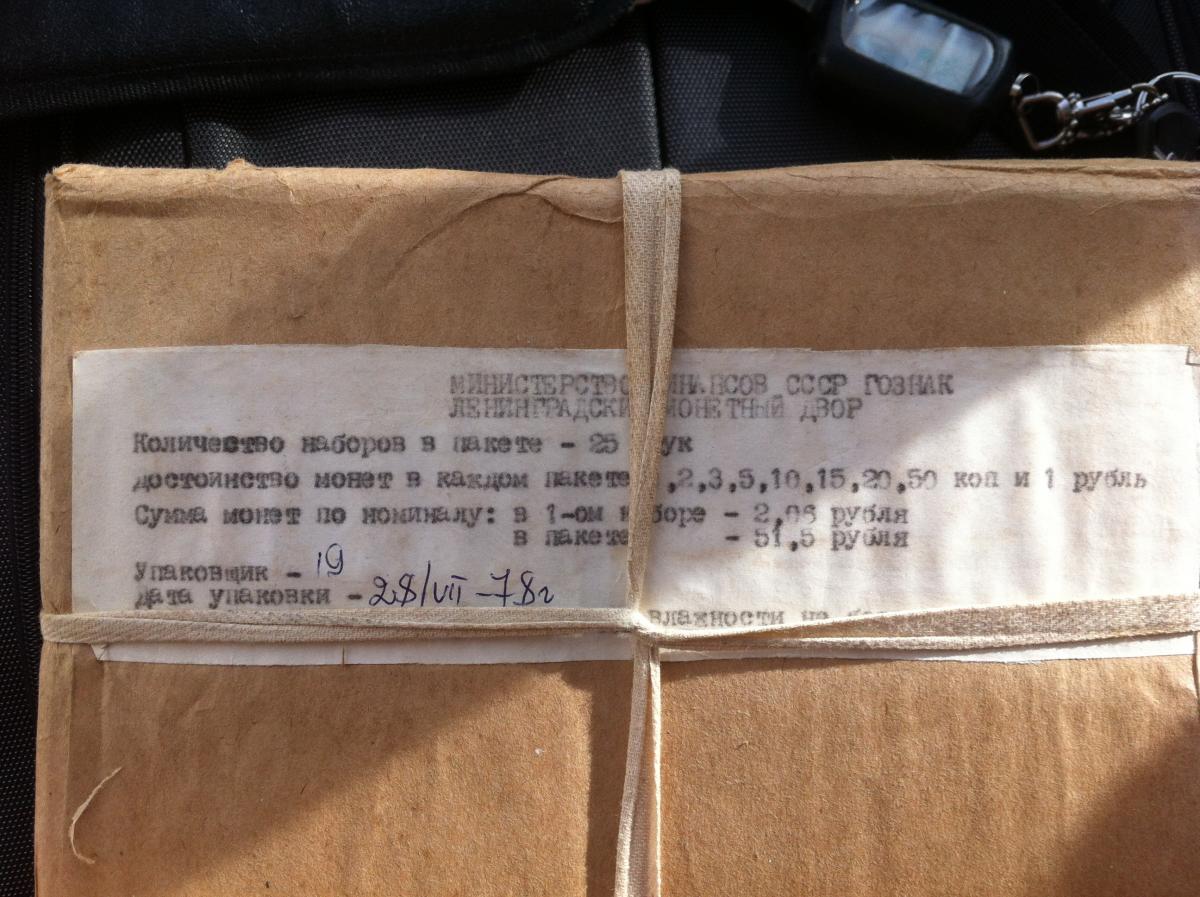 МИНИСТЕРСТВО ФИНАНСОВ СССР ГОЗНАК
ЛЕНИНГРАДСКИЙ МОНЕТНЫЙ ДВОР
Количество наборов в пакете - 25 штук
достоинство монет в каждом пакете ,2,3,5,10,15,20,50 коп и 1 рубль
Сумма монет по номиналу: в 1-ом наборе - 2,06 рубля
в пакете - 51,5 рубля
Упаковщик - 19
дата упаковки - 28/VII-78г
влажности не